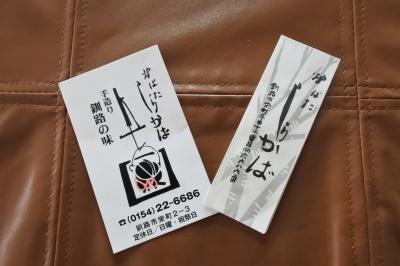 炉ばた
しらかば
手造り
釧路の味
☎(0154)22-6686
釧路市栄町2−3
定休日/日曜・祝祭日
炉ばた
しらかば